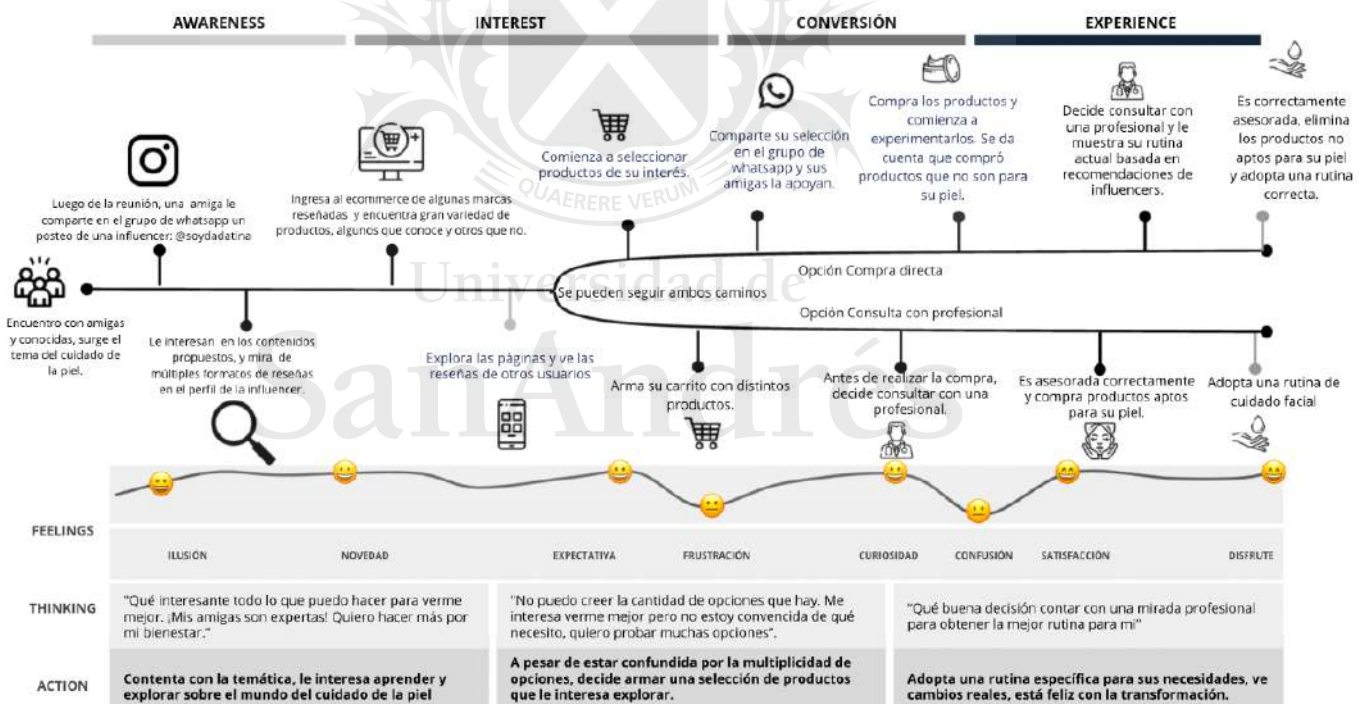 AWARENESS
INTEREST
CONVERSIÓN
EXPERIENCE
Luego de la reunión, una amiga le
comparte en el grupo de whatsapp un
posteo de una influencer: @soydadatina
Ingresa al ecommerce de algunas marcas
reseñadas y encuentra gran variedad de
productos, algunos que conoce y otros que no.
Comienza a seleccionar
productos de su interés.
Comparte su selección
en el grupo de
whatsapp y sus
amigas la apoyan.
Compra los productos y
comienza a
experimentarlos. Se da
cuenta que compró
productos que no son para
su piel.
Decide consultar con
una profesional y le
muestra su rutina
actual basada en
recomendaciones de
influencers.
Es correctamente
asesorada, elimina
los productos no
aptos para su piel
y adopta una rutina
correcta.
QUAERERE VERUM
Universidad de
SanAndrés
Opción Compra directa
Se pueden seguir ambos caminos
Opción Consulta con profesional
Encuentro con amigas
y conocidas, surge el
tema del cuidado de
la piel.
Le interesan en los contenidos
propuestos, y mira de
múltiples formatos de reseñas
en el perfil de la influencer.
Explora las páginas y ve las
reseñas de otros usuarios
Arma su carrito con distintos
productos.
Antes de realizar la compra,
decide consultar con una
profesional.
Es asesorada correctamente
y compra productos aptos
para su piel.
Adopta una rutina de
cuidado facial
FEELINGS
ILUSIÓN
NOVEDAD
EXPECTATIVA
FRUSTRACIÓN
CURIOSIDAD
CONFUSIÓN
SATISFACCIÓN
DISFRUTE
THINKING
"Qué interesante todo lo que puedo hacer para verme
mejor. ¡Mis amigas son expertas! Quiero hacer más por
mi bienestar."
"No puedo creer la cantidad de opciones que hay. Me
interesa verme mejor pero no estoy convencida de qué
necesito, quiero probar muchas opciones".
"Qué buena decisión contar con una mirada profesional
para obtener la mejor rutina para mi"
ACTION
Contenta con la temática, le interesa aprender y
explorar sobre el mundo del cuidado de la piel
A pesar de estar confundida por la multiplicidad de
opciones, decide armar una selección de productos
que le interesa explorar.
Adopta una rutina específica para sus necesidades, ve
cambios reales, está feliz con la transformación.